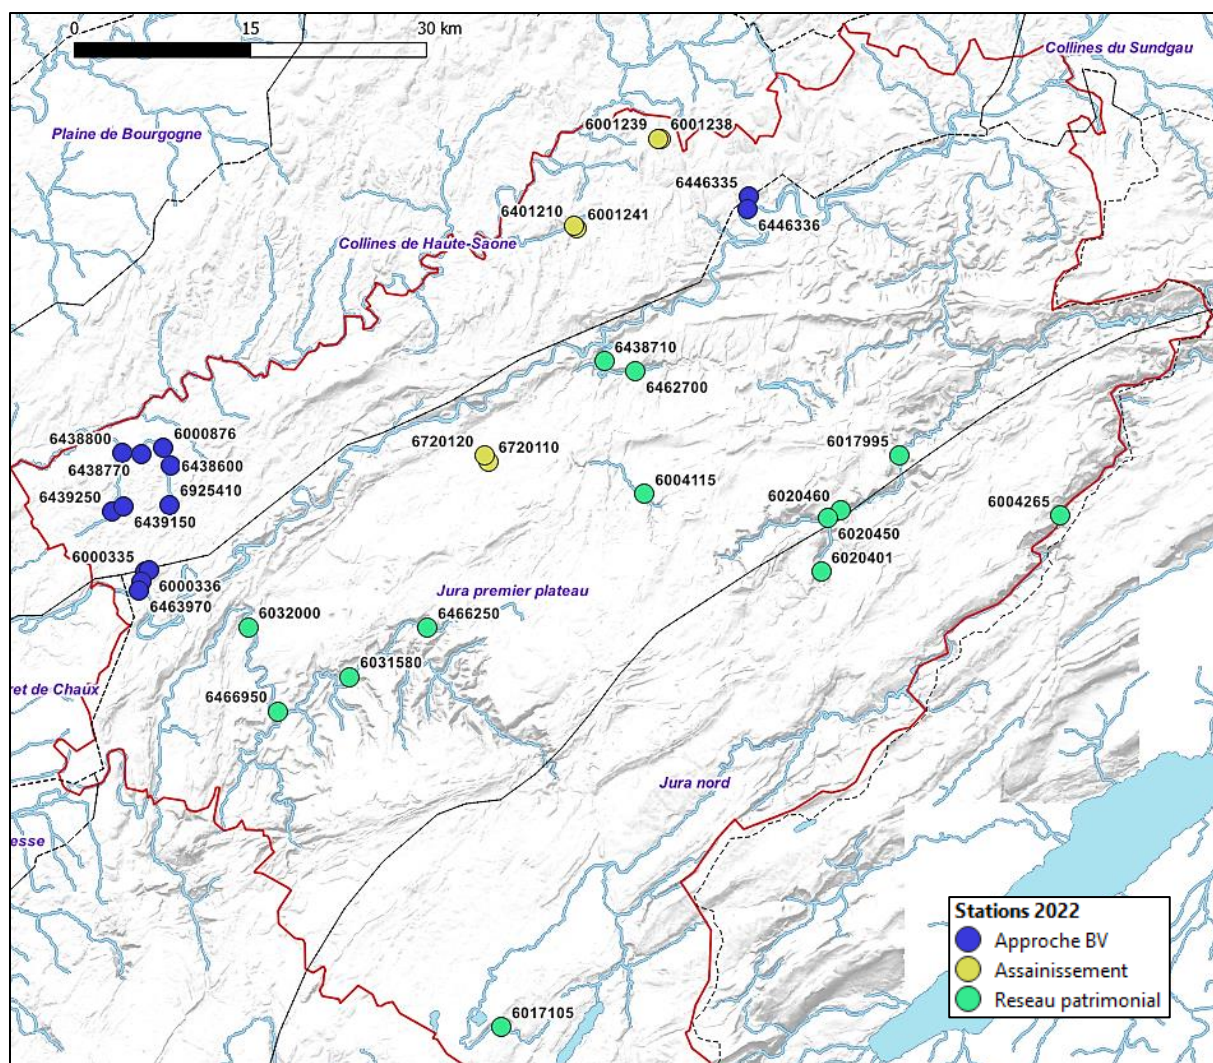 0 15 30 km
Collines du Sundgau
Plaine de Bourgogne
6001239 6001238
6446335
6401210 6001241
6446336
Collines de Haute-Saone
6438710
6462700
6438800 6000876
6720120 6720110
6017995
6438770 6438600
6439250 6925410
6004115
6020460
6004265
6439150
6020450
6000335
6020401
6000336
Jura premier plateau
6463970
6032000 6466250
6031580
ret de Chaux
6466950
Jura nord
esse
Stations 2022
Approche BV
Assainissement
Reseau patrimonial
6017105